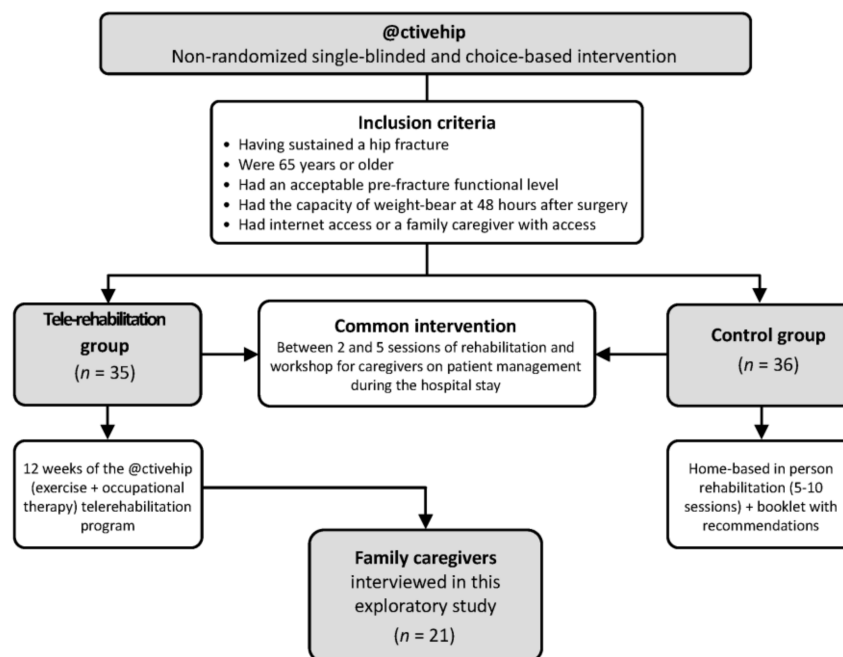 @ctivehip
Non-randomized single-blinded and choice-based intervention
Inclusion criteria
• Having sustained a hip fracture
• Were 65 years or older
• Had an acceptable pre-fracture functional level
• Had the capacity of weight-bear at 48 hours after surgery
• Had internet access or a family caregiver with access
Tele-rehabilitation
group
(n = 35)
Common intervention
Between 2 and 5 sessions of rehabilitation and
workshop for caregivers on patient management
during the hospital stay
Control group
(n = 36)
12 weeks of the @ctivehip
(exercise + occupational
therapy) telerehabilitation
program
Home-based in person
rehabilitation (5-10
sessions) + booklet with
recommendations
Family caregivers
interviewed in this
exploratory study
(n = 21)